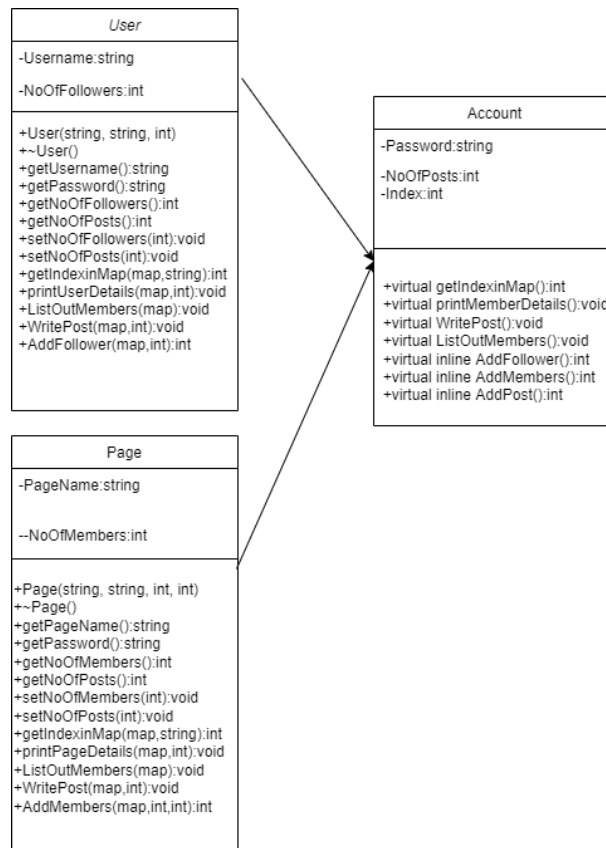 User
-Username:string
-NoOfFollowers:int
+User(string, string, int)
+~User()
+getUsername():string
+getPassword():string
+getNoOfFollowers():int
+getNoOfPosts():int
+setNoOfFollowers(int):void
+setNoOfPosts(int):void
+getIndexinMap(map,string):int
+printUserDetails(map,int):void
+ListOutMembers(map):void
+WritePost(map,int):void
+AddFollower(map,int):int
Account
-Password:string
-NoOfPosts:int
-Index:int
+virtual getIndexinMap():int
+virtual printMemberDetails():void
+virtual WritePost():void
+virtual ListOutMembers():void
+virtual inline AddFollower():int
+virtual inline AddMembers():int
+virtual inline AddPost():int
Page
-PageName:string
--NoOfMembers:int
+Page(string, string, int, int)
+~Page()
+getPageName():string
+getPassword():string
+getNoOfMembers():int
+getNoOfPosts():int
+setNoOfMembers(int):void
+setNoOfPosts(int):void
+getIndexinMap(map,string):int
+printPageDetails(map,int):void
+ListOutMembers(map):void
+WritePost(map,int):void
+AddMembers(map,int,int):int